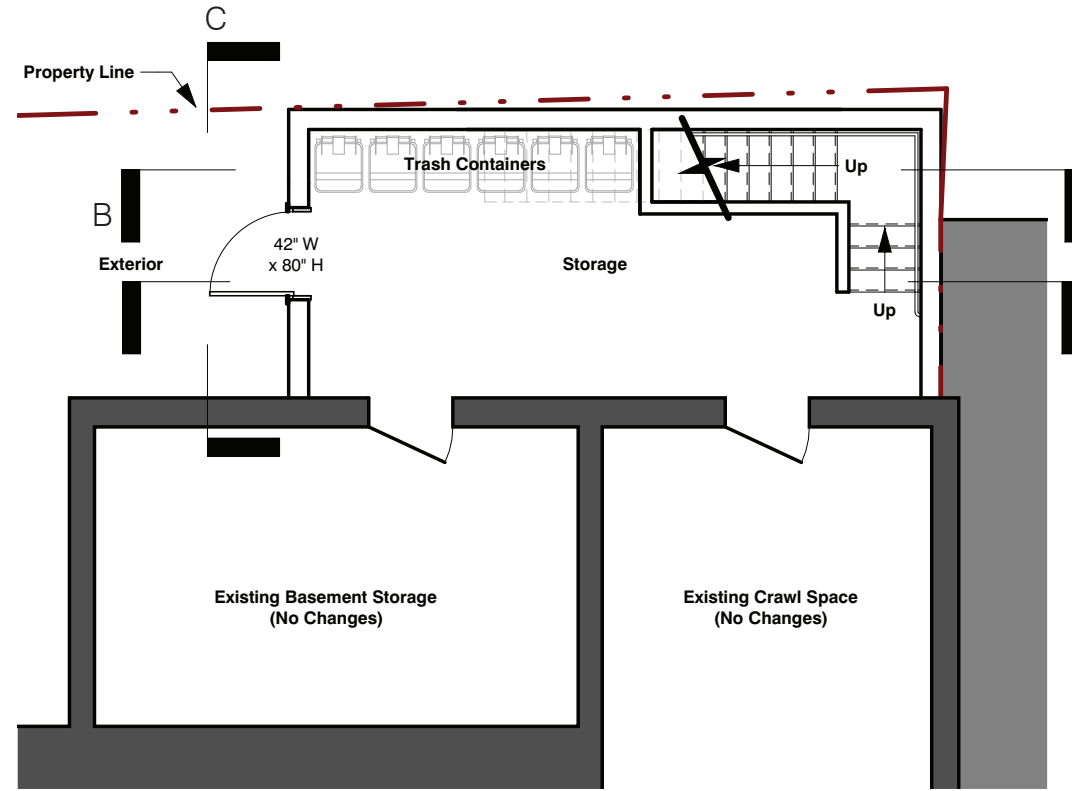 C
Property Line
Trash Containers
Up
B
42" W
x 80" H
Exterior
Storage
Up
Existing Basement Storage
(No Changes)
Existing Crawl Space
(No Changes)